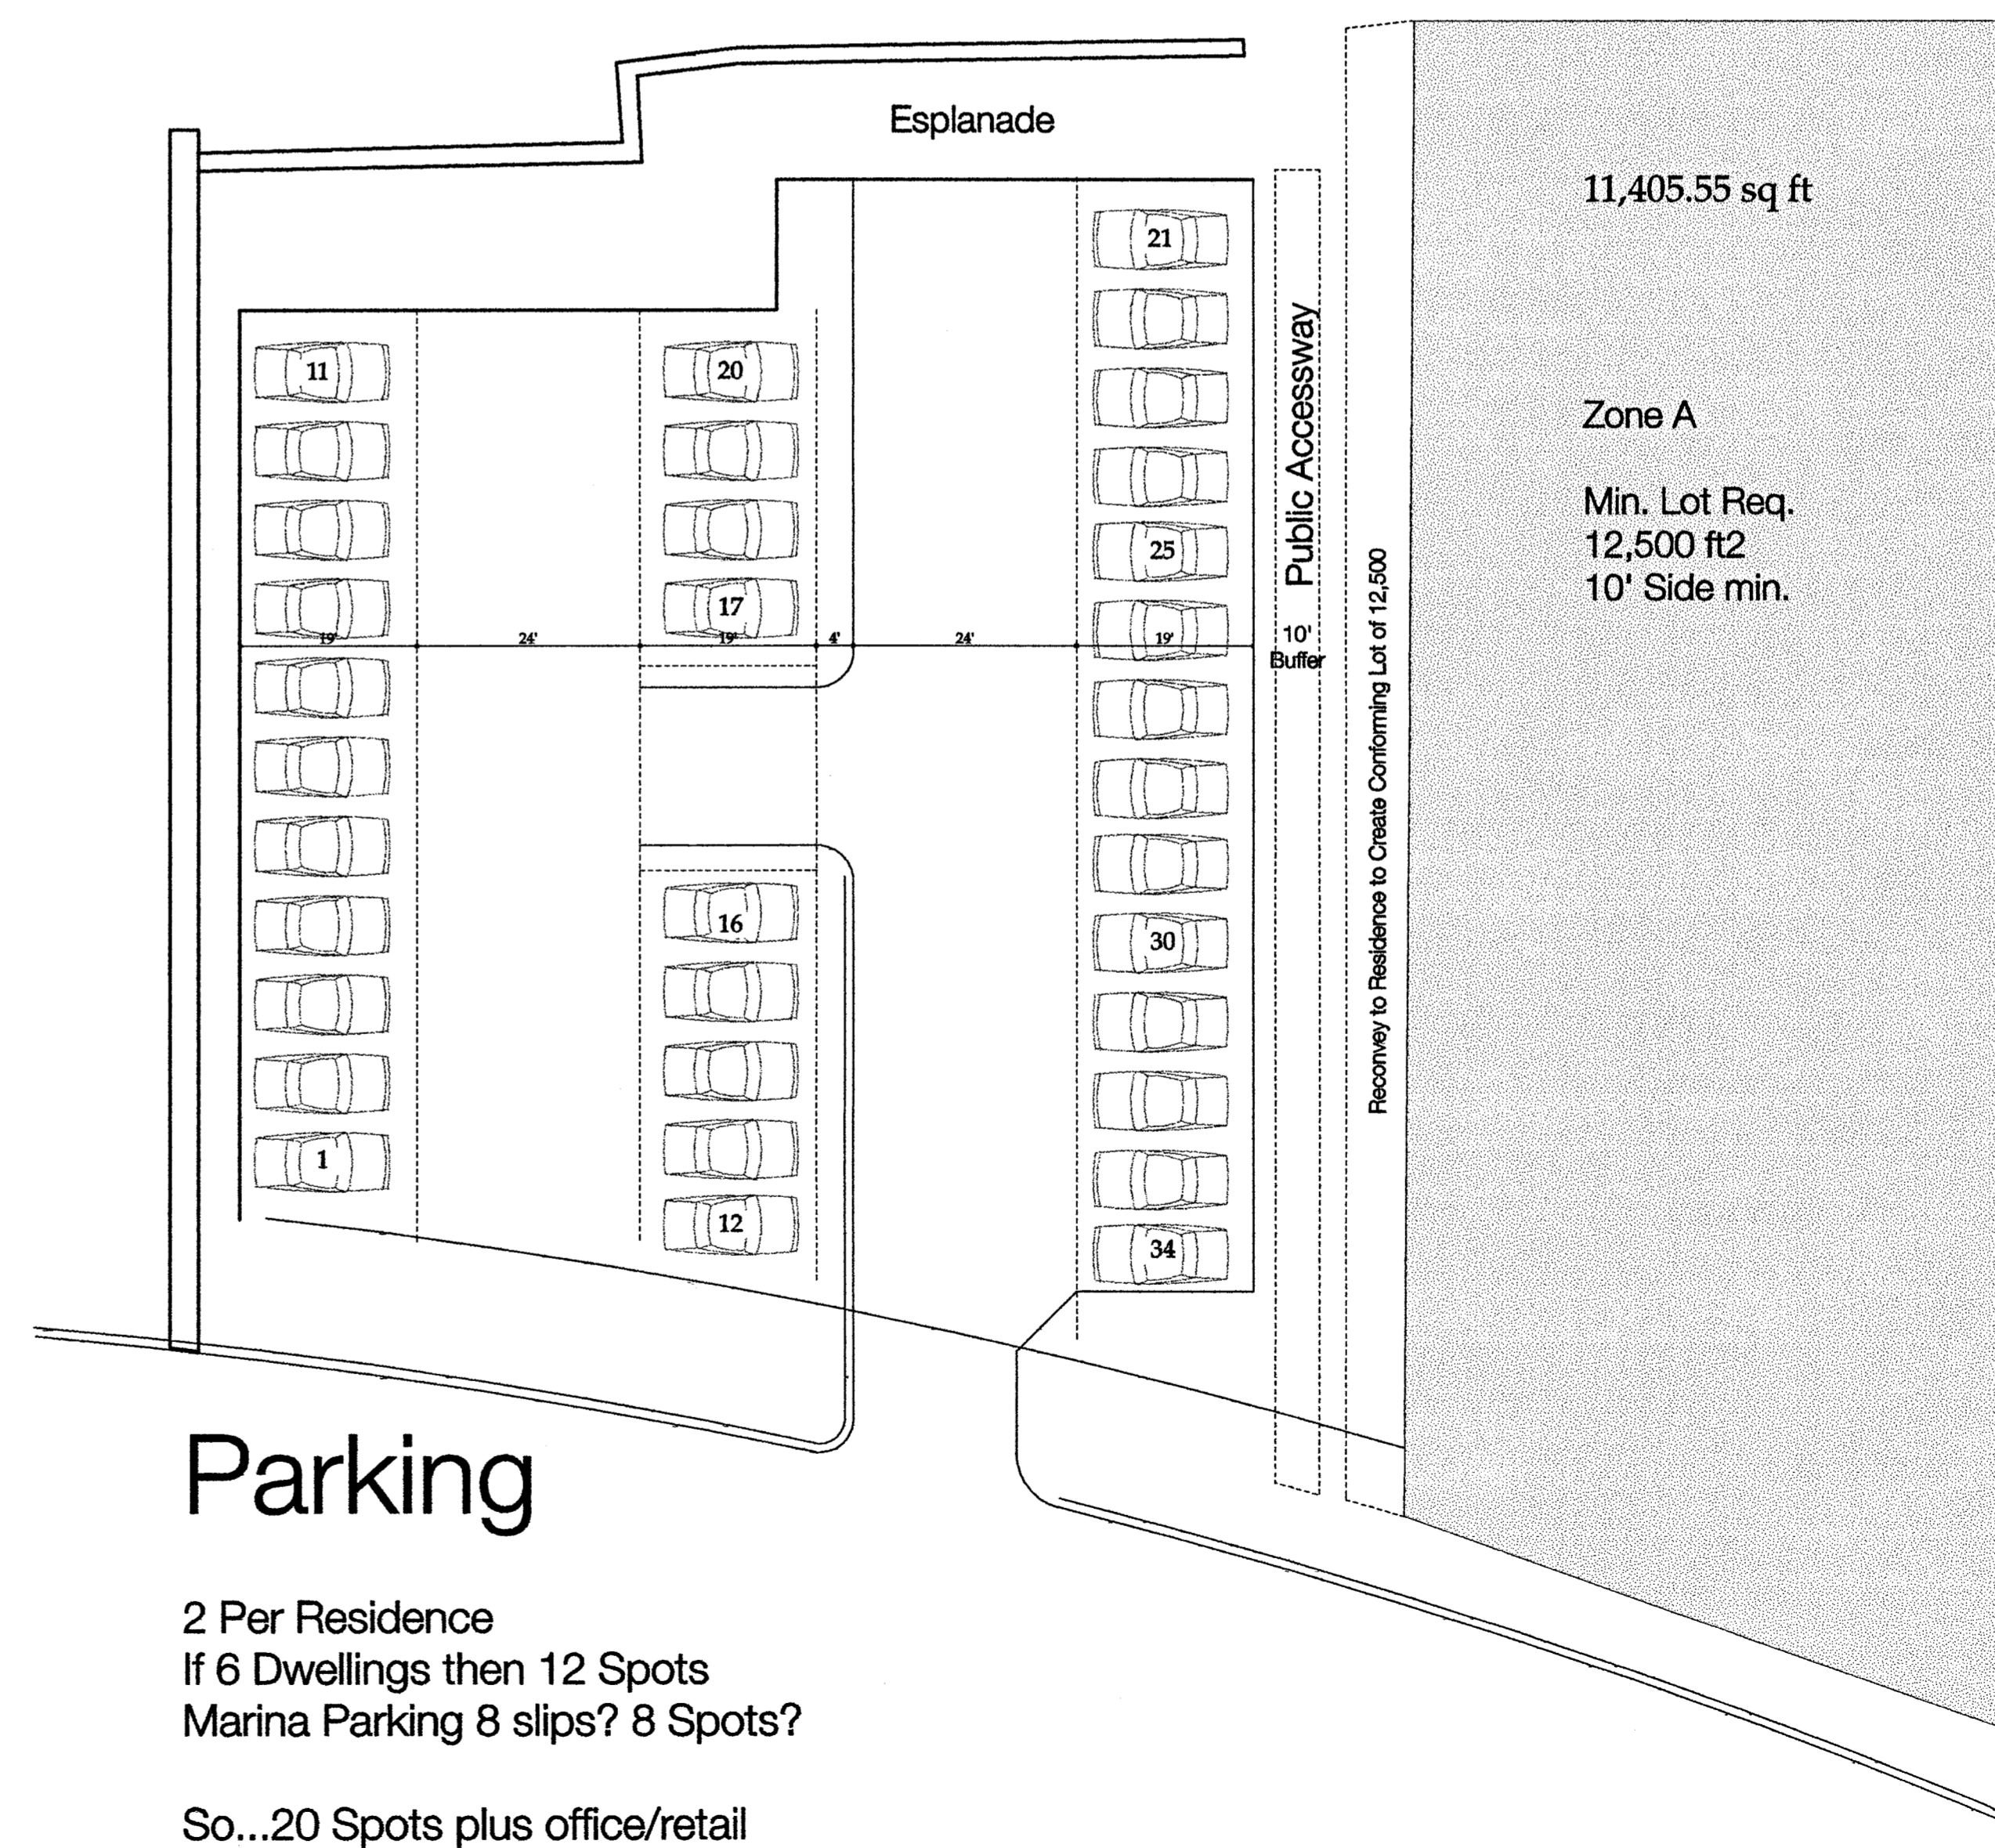 Esplanade
11,405.55 sq ft
21
11
20
Public Accessway
Zone A
Min. Lot Req.
12,500 ft2
10' Side min.
25
17
19'
24'
19'
4'
24'
19'
10'
Buffer
Reconvey to Residence to Create Conforming Lot of 12,500
16
30
1
12
34
Parking
2 Per Residence
If 6 Dwellings then 12 Spots
Marina Parking 8 slips? 8 Spots?
So...20 Spots plus office/retail